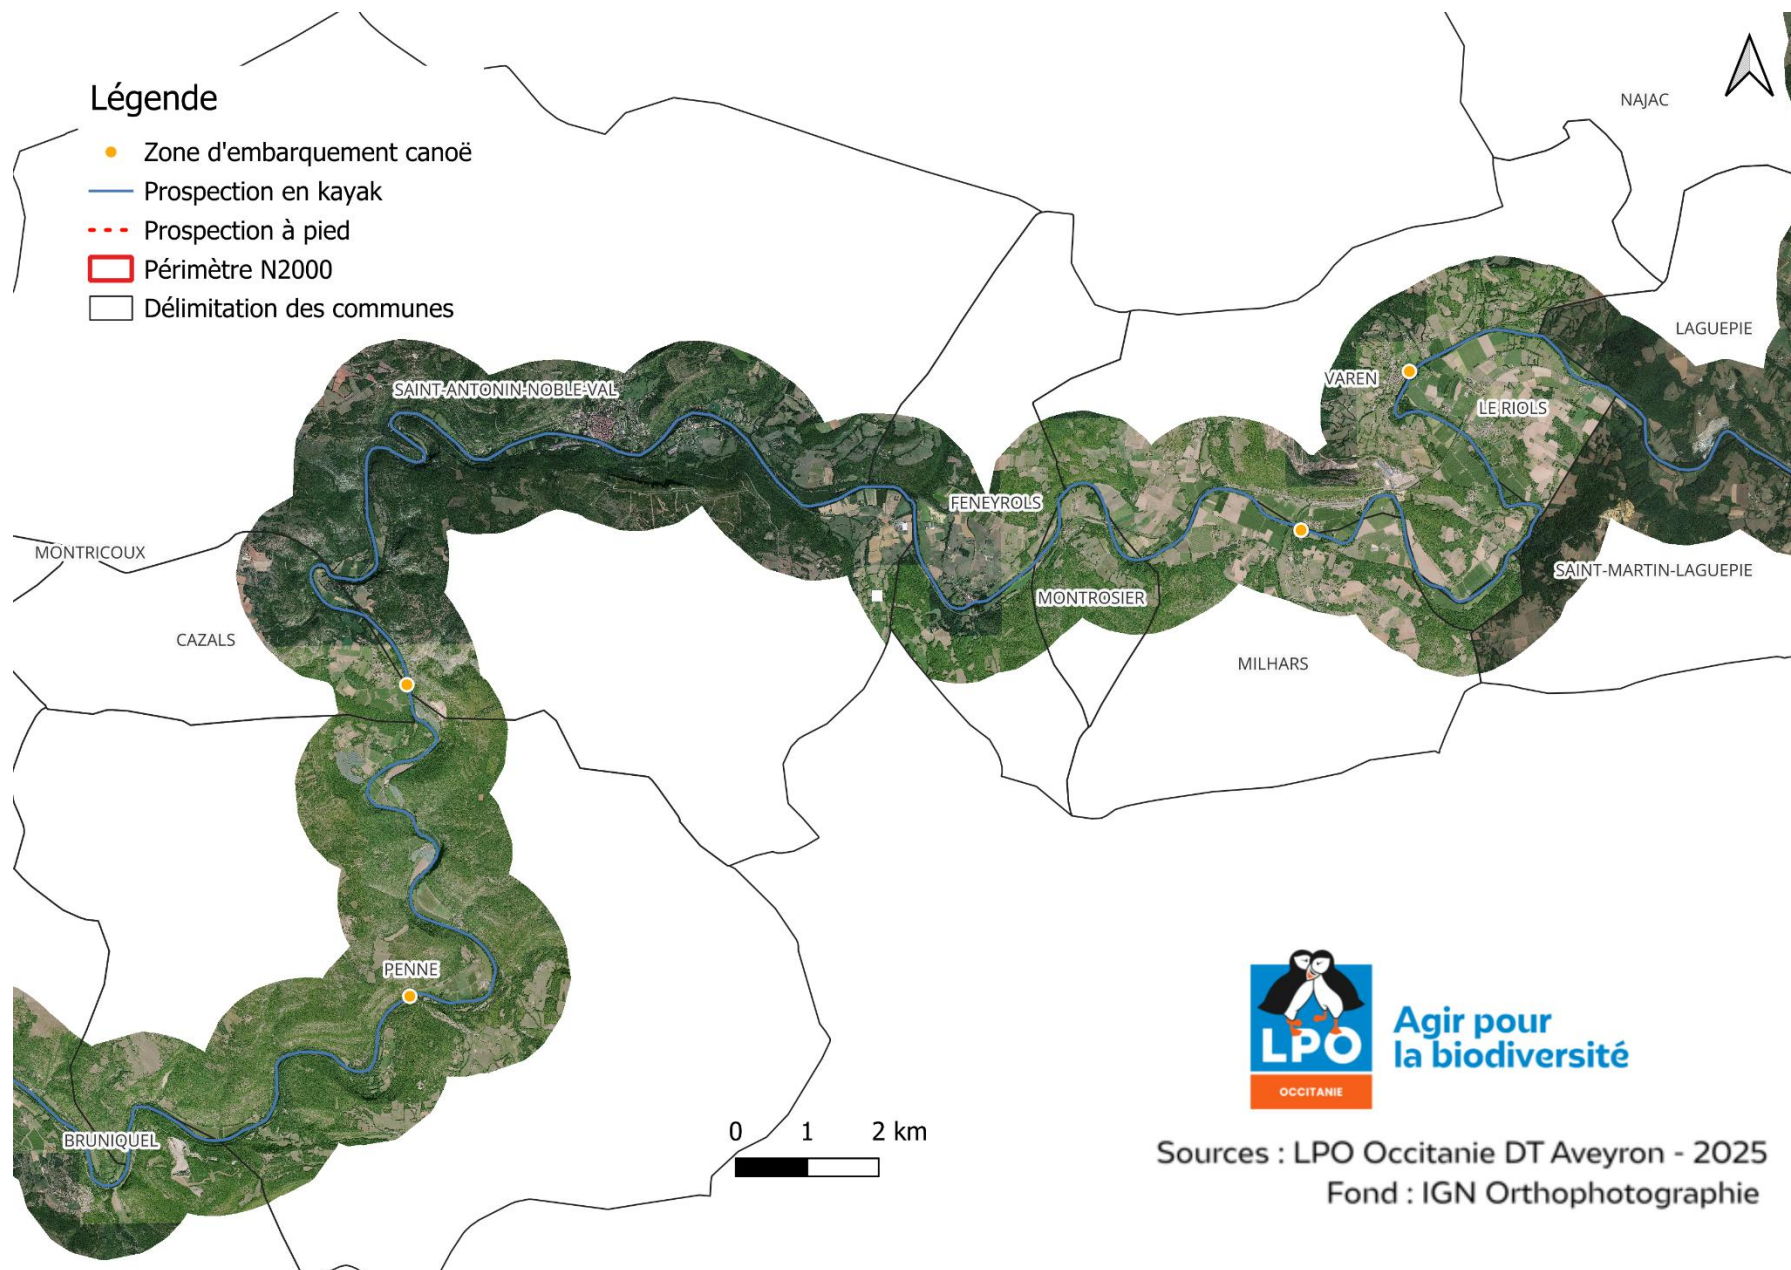 Légende
Zone d'embarquement canoë
Prospection en kayak
Prospection à pied
Périmètre N2000
Délimitation des communes
NAJAC
LAGUEPIE
VAREN
LE RIOLS
SAINT-ANTONIN-NOBLE-VAL
FENEYROLS
MONTRICOUX
SAINT-MARTIN-LAGUEPIE
MONTROSIER
CAZALS
MILHARS
PENNE
BRUNIQUEL
0 1 2 km
LPO
OCCITANIE
Agir pour
la biodiversité
Sources : LPO Occitanie DT Aveyron - 2025
Fond : IGN Orthophotographie